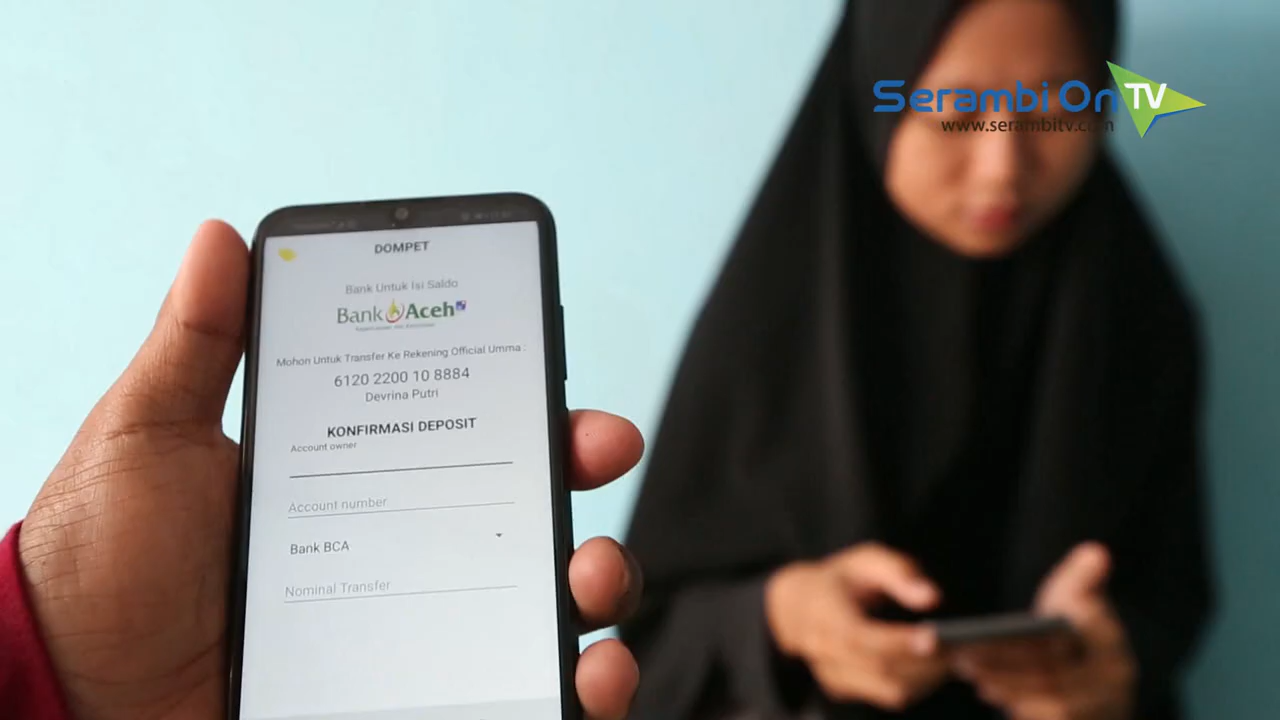 Serambi On TV
www.serambitv.com
DOMPET
Bank Untuk Isi Saldo
Bank Aceh
Mohon Untuk Transfer Ke Rekening Official Umma :
6120 2200 10 8884
Devrina Putri
KONFIRMASI DEPOSIT
Account owner
Account number
Bank BCA
Nominal Transfer